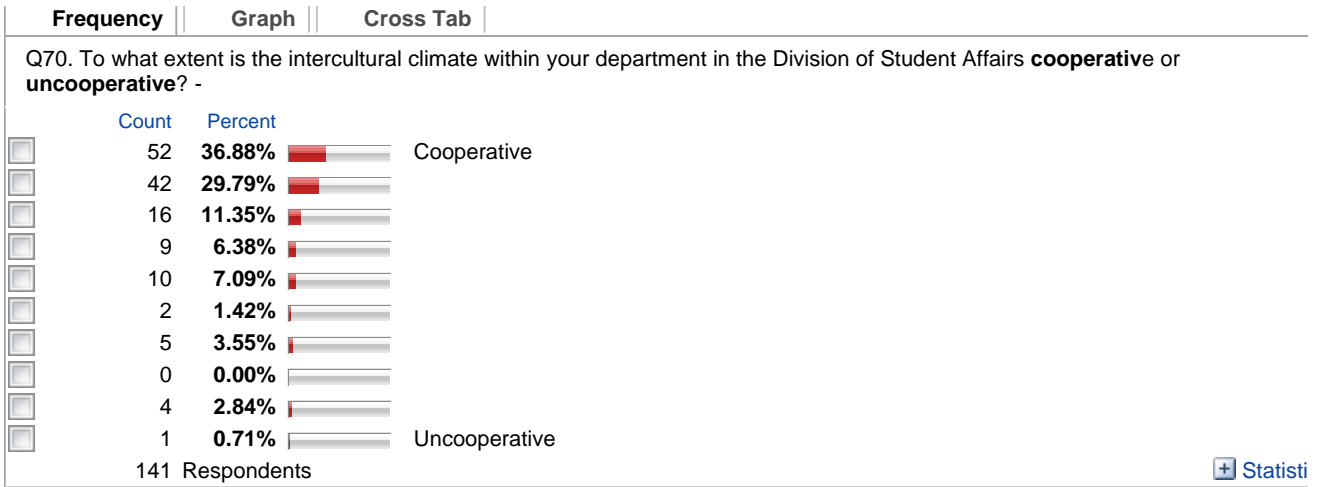 Frequency Graph Cross Tab
Q70. To what extent is the intercultural climate within your department in the Division of Student Affairs cooperative or
uncooperative? -
Count Percent
52 36.88% Cooperative
42 29.79%
16 11.35%
9 6.38%
10 7.09%
2 1.42%
5 3.55%
0 0.00%
4 2.84%
1 0.71% Uncooperative
141 Respondents + Statisti